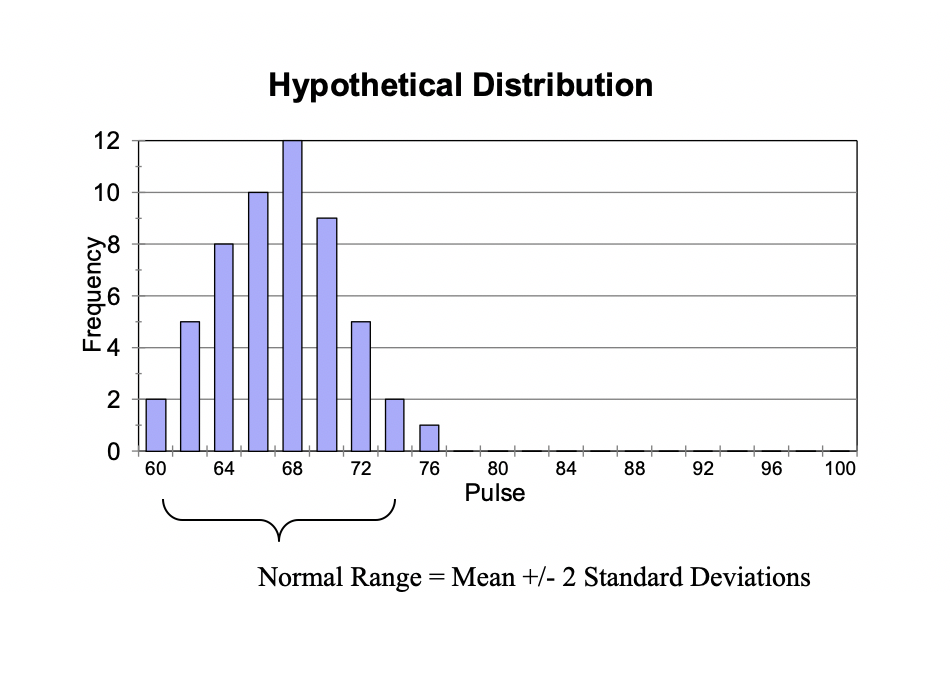 Hypothetical Distribution
12
10
8
6
4
2
0
Frequency
60 64 68 72 76 80 84 88 92 96 100
Pulse
Normal Range = Mean +/- 2 Standard Deviations